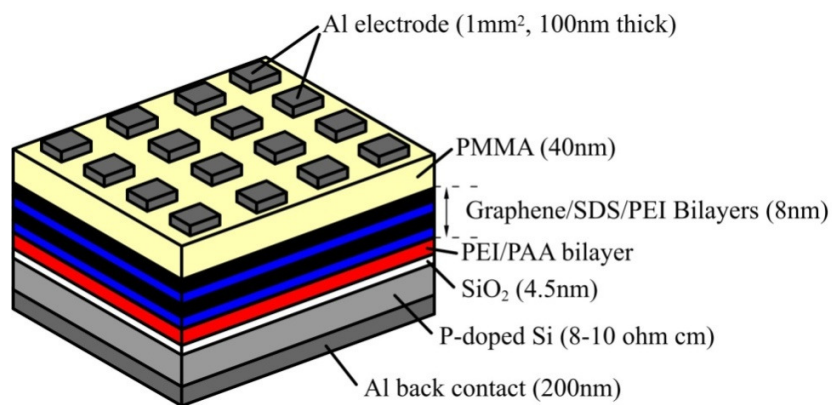 Al electrode (1mm², 100nm thick)
PMMA (40nm)
Graphene/SDS/PEI Bilayers (8nm)
PEI/PAA bilayer
SiO₂ (4.5nm)
P-doped Si (8-10 ohm cm)
Al back contact (200nm)